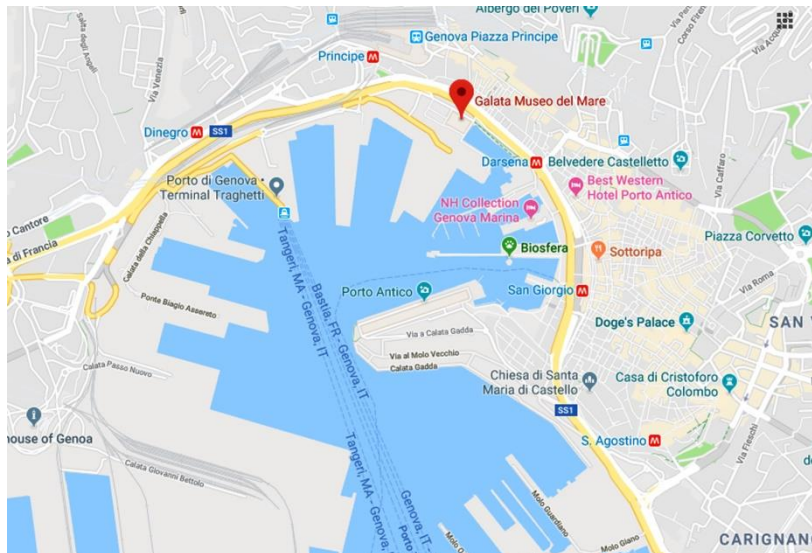 Albergo dei Poveri
Salita degli Angeli
Via Venezia
Genova Piazza Principe
Corso Firenze
Principe M
Galata Museo del Mare
Dinegro M
SS1
Darsena M
Belvedere Castelletto
Via Caffaro
Porto di Genova •
Terminal Traghetti
Best Western
Hotel Porto Antico
NH Collection
Genova Marina
o Cantore
a di Francia
Calata della Chiappella
Piazza Corvetto
Biosfera
Sottoripa
Via Roma
Tangeri, MA - Genova, IT
Bastia, FR - Genova, IT
Porto Antico
San Giorgio M
Ponte Biagio Assereto
Doge's Palace
SAN V
Via a Calata Gadda
Via al Molo Vecchio
Calata Gadda
Calata Passo Nuovo
Chiesa di Santa
Maria di Castello
Casa di Cristoforo
Colombo
SS1
house of Genoa
S. Agostino M
Via Fieschi
Tangeri, MA - Genova, IT
Genova, IT -
Calata Giovanni Bettolo
Molo Guardiano
Molo Giano
CARIGNAN